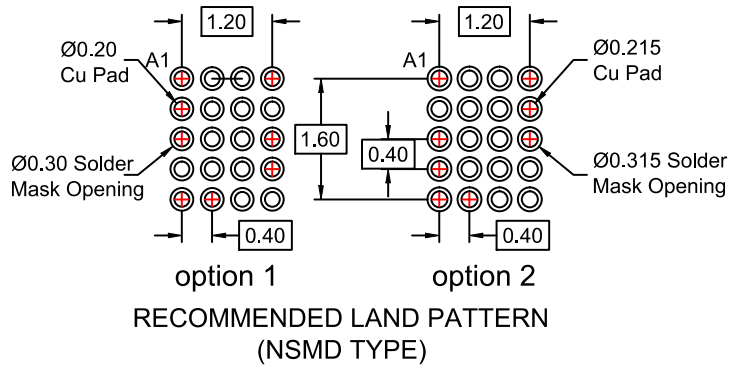 1.20
1.20
Ø0.20
Cu Pad
A1
A1
Ø0.215
Cu Pad
1.60
0.40
Ø0.30 Solder
Mask Opening
Ø0.315 Solder
Mask Opening
0.40
0.40
option 1
option 2
RECOMMENDED LAND PATTERN
(NSMD TYPE)